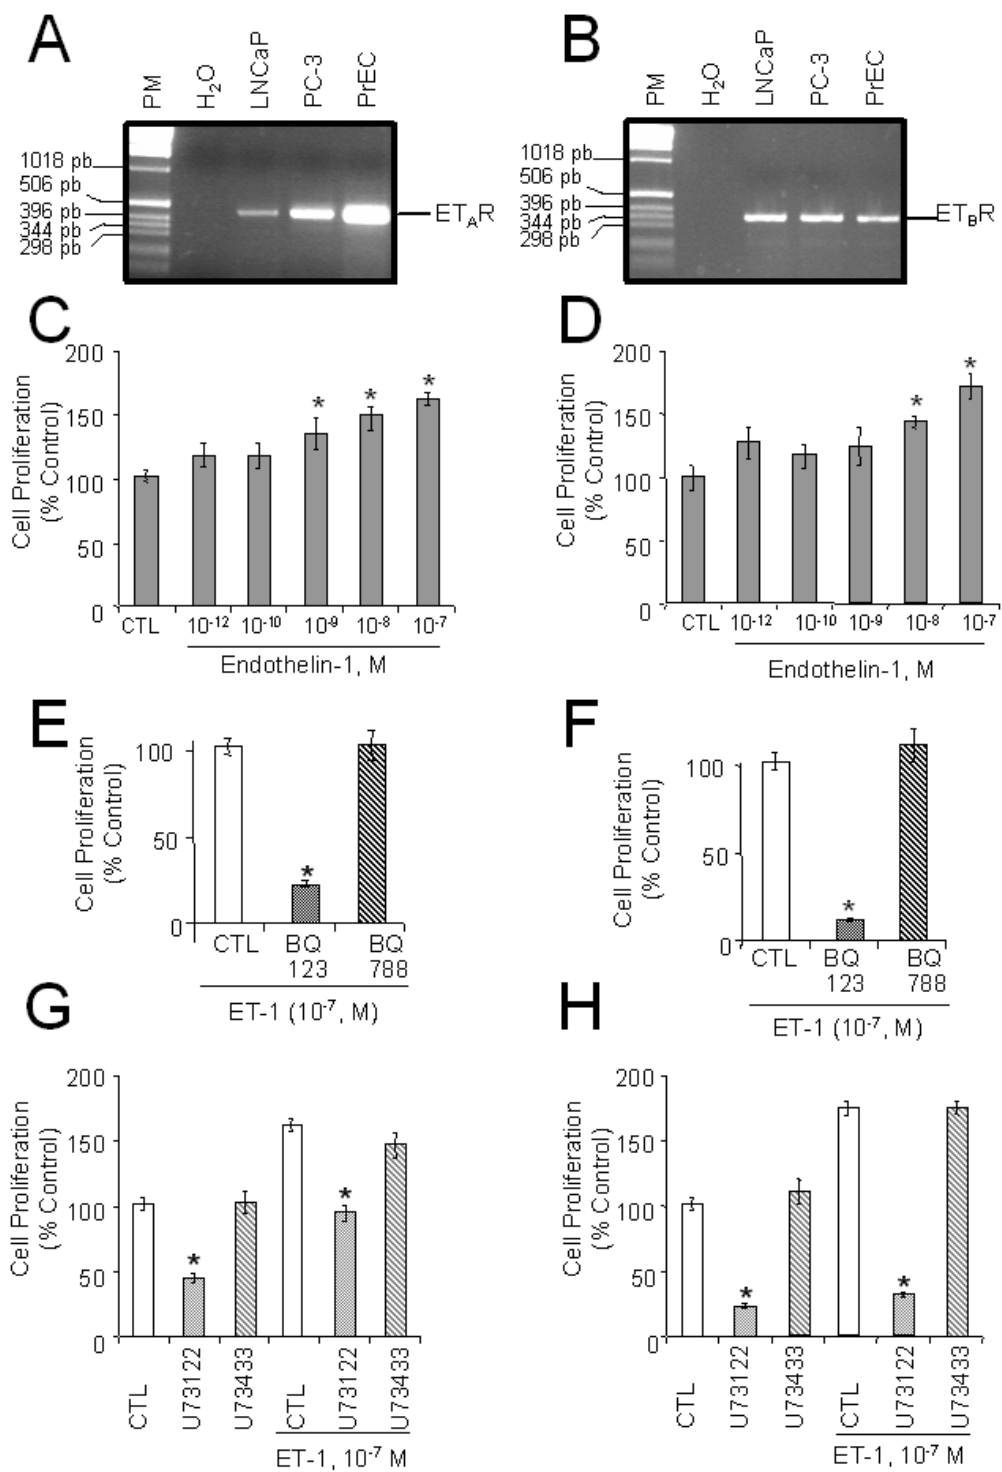 A
PM
H2O
LNCaP
PC-3
PrEC
1018 pb
506 pb
396 pb
344 pb
298 pb
ETAR
B
PM
H2O
LNCaP
PC-3
PrEC
1018 pb
506 pb
396 pb
344 pb
298 pb
ETBR
C
Cell Proliferation
(% Control)
200
150
100
50
0
* * *
CTL 10-12 10-10 10-9 10-8 10-7
Endothelin-1, M
D
Cell Proliferation
(% Control)
200
150
100
50
0
* *
CTL 10-12 10-10 10-9 10-8 10-7
Endothelin-1, M
E
Cell Proliferation
(% Control)
100
50
0
*
CTL BQ BQ
123 788
ET-1 (10-7, M)
F
Cell Proliferation
(% Control)
100
50
0
*
CTL BQ BQ
123 788
ET-1 (10-7, M)
G
Cell Proliferation
(% Control)
200
150
100
50
0
* *
CTL
U73122
U73433
CTL
U73122
U73433
ET-1, 10-7 M
H
Cell Proliferation
(% Control)
200
150
100
50
0
* *
CTL
U73122
U73433
CTL
U73122
U73433
ET-1, 10-7 M